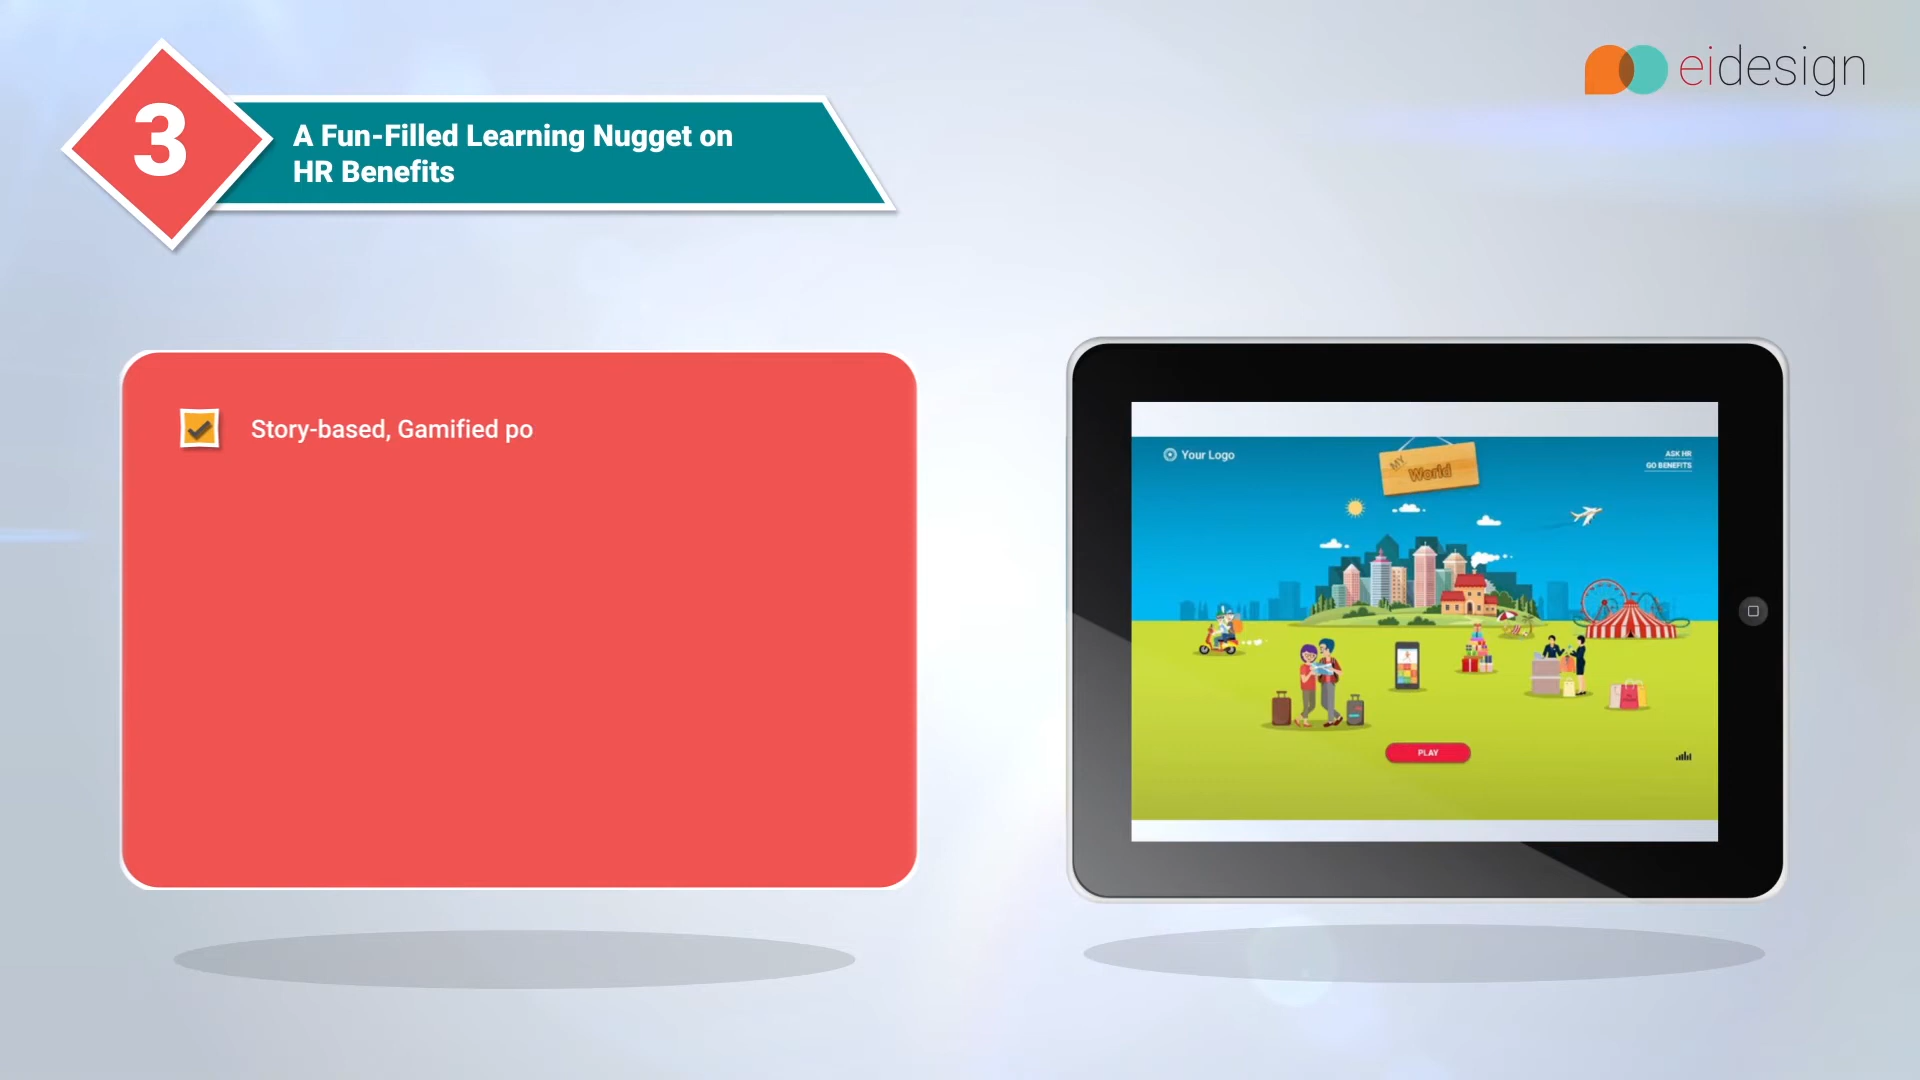 3
A Fun-Filled Learning Nugget on
HR Benefits
eidesign
Story-based, Gamified po
Your Logo
MY
World
ASK HR
GO BENEFITS
PLAY